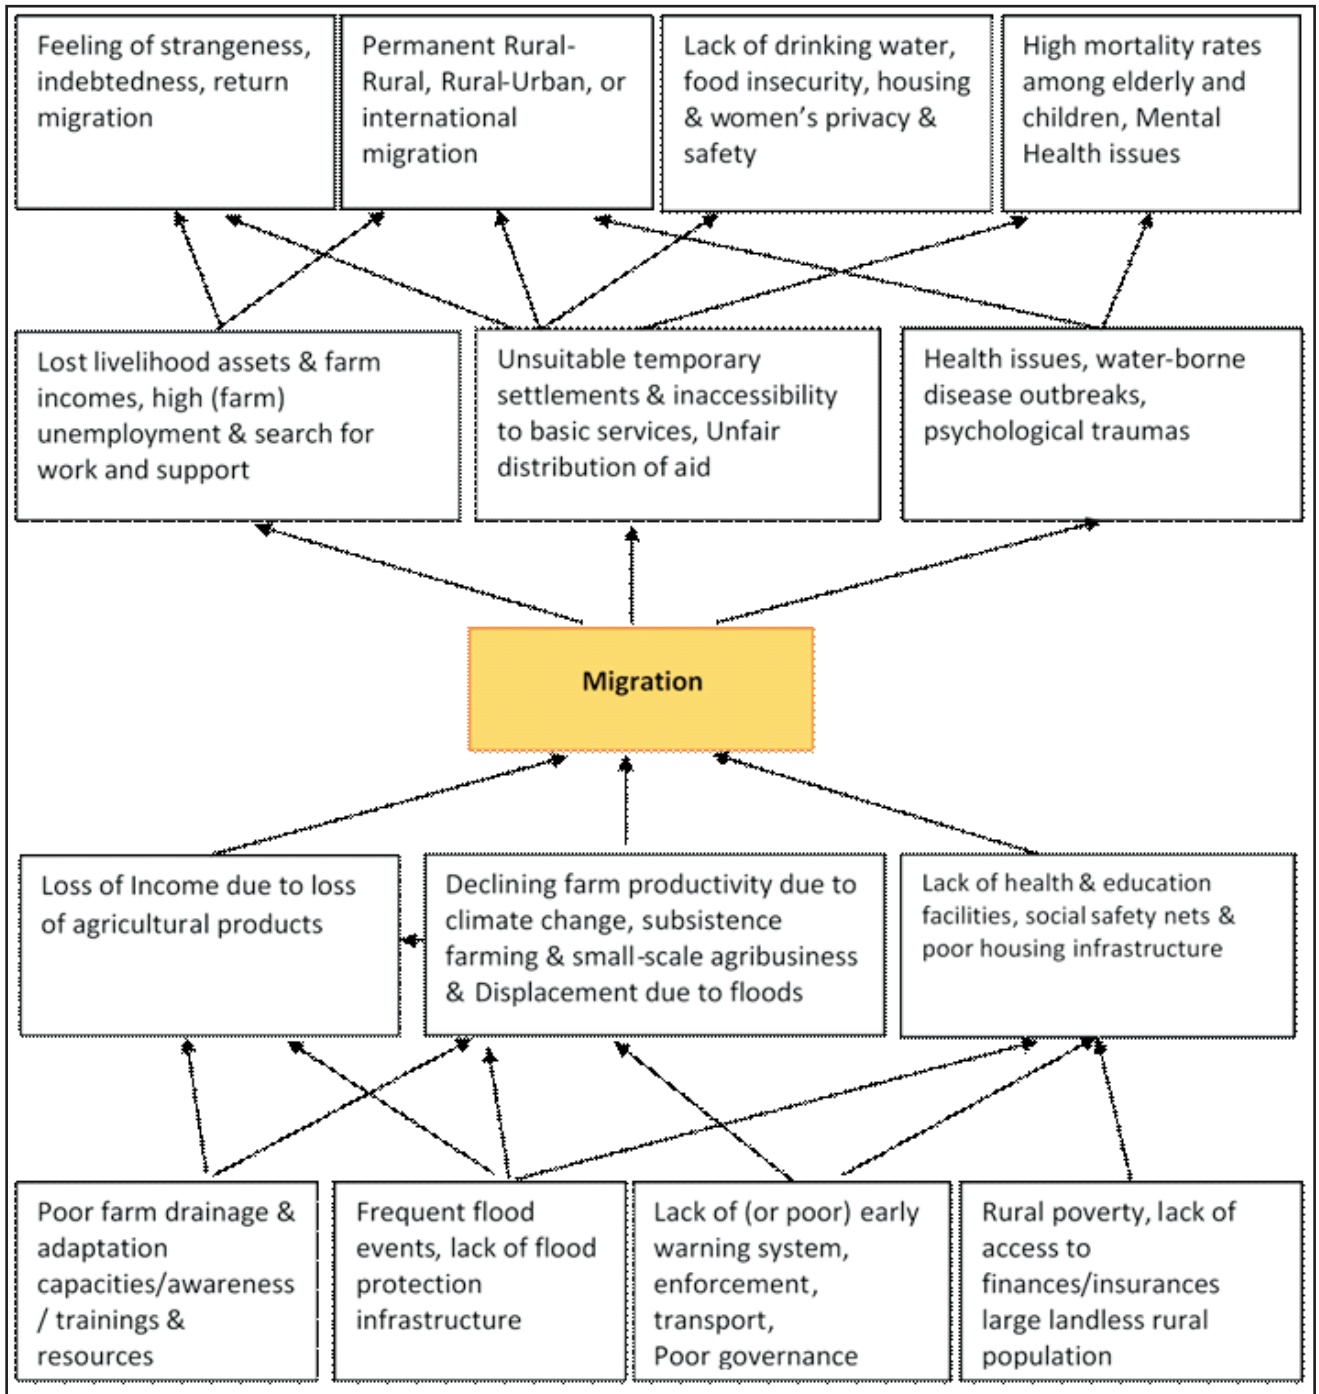 Feeling of strangeness,
indebtedness, return
migration
Permanent Rural-
Rural, Rural-Urban, or
international
migration
Lack of drinking water,
food insecurity, housing
& women's privacy &
safety
High mortality rates
among elderly and
children, Mental
Health issues
Lost livelihood assets & farm
incomes, high (farm)
unemployment & search for
work and support
Unsuitable temporary
settlements & inaccessibility
to basic services, Unfair
distribution of aid
Health issues, water-borne
disease outbreaks,
psychological traumas
Migration
Loss of Income due to loss
of agricultural products
Declining farm productivity due to
climate change, subsistence
farming & small-scale agribusiness
& Displacement due to floods
Lack of health & education
facilities, social safety nets &
poor housing infrastructure
Poor farm drainage &
adaptation
capacities/awareness
/ trainings &
resources
Frequent flood
events, lack of flood
protection
infrastructure
Lack of (or poor) early
warning system,
enforcement,
transport,
Poor governance
Rural poverty, lack of
access to
finances/insurances
large landless rural
population